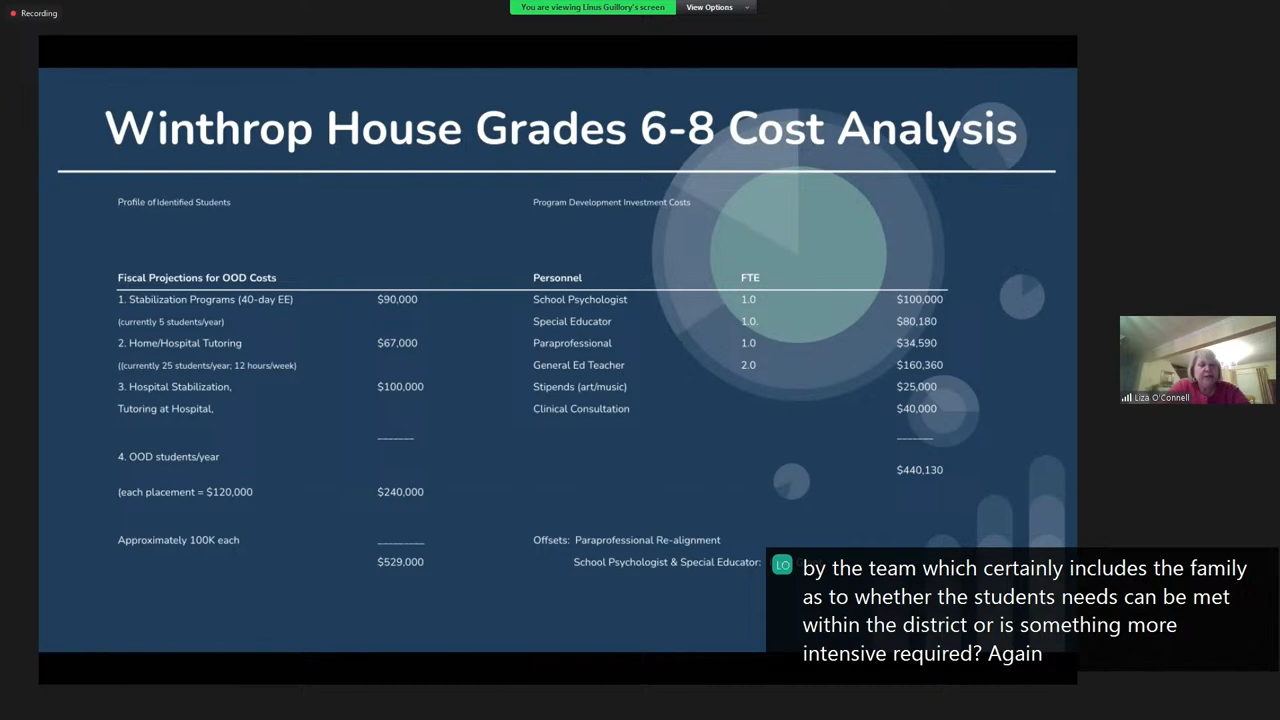 Recording
You are viewing Linus Guillory's screen
View Options
Winthrop House Grades 6-8 Cost Analysis
Profile of Identified Students
Program Development Investment Costs
Fiscal Projections for OOD Costs
Personnel FTE
1. Stabilization Programs (40-day EE) $90,000
School Psychologist 1.0 $100,000
(currently 5 students/year)
Special Educator 1.0. $80,180
2. Home/Hospital Tutoring $67,000
Paraprofessional 1.0 $34,590
((currently 25 students/year; 12 hours/week)
General Ed Teacher 2.0 $160,360
3. Hospital Stabilization, $100,000
Stipends (art/music) $25,000
Tutoring at Hospital,
Clinical Consultation $40,000
4. OOD students/year
$440,130
(each placement = $120,000 $240,000
Approximately 100K each
Offsets: Paraprofessional Re-alignment
$529,000
School Psychologist & Special Educator:
Liza O'Connell
LO
by the team which certainly includes the family
as to whether the students needs can be met
within the district or is something more
intensive required? Again